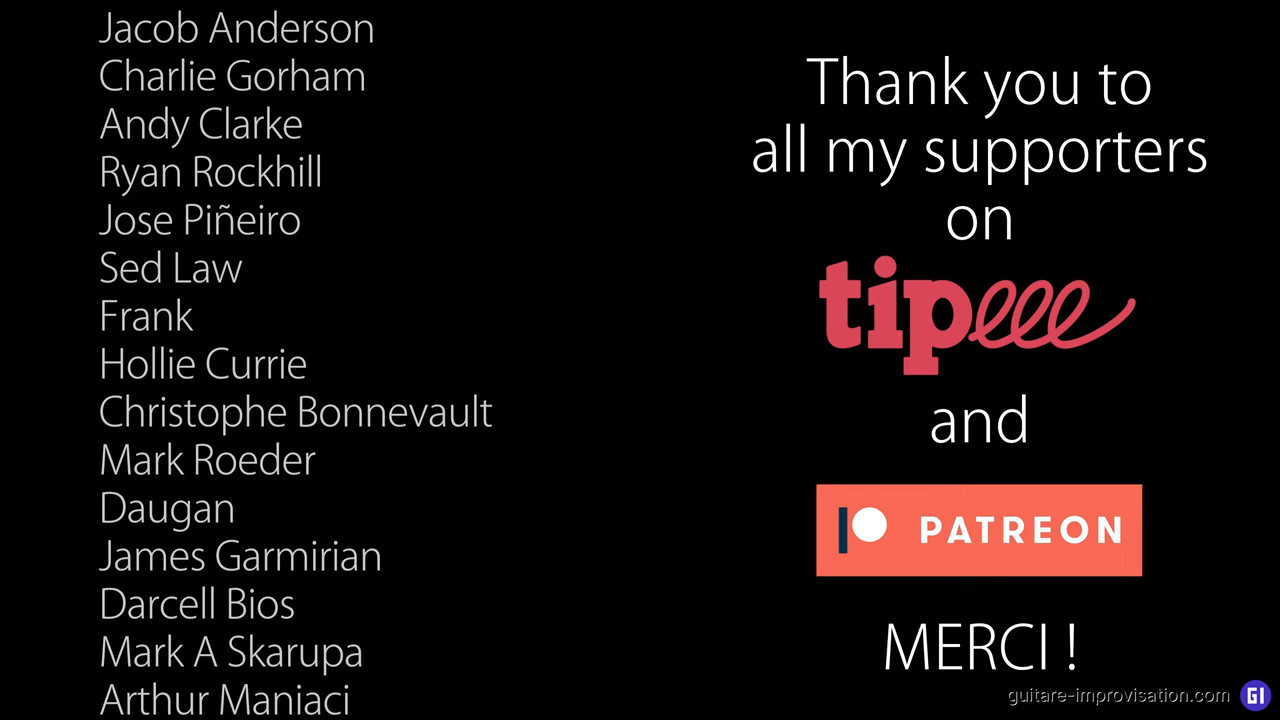 Jacob Anderson
Charlie Gorham
Andy Clarke
Ryan Rockhill
Jose Piñeiro
Sed Law
Frank
Hollie Currie
Christophe Bonnevault
Mark Roeder
Daugan
James Garmirian
Darcell Bios
Mark A Skarupa
Arthur Maniaci
Thank you to
all my supporters
on
tipeee
and
PATREON
MERCI !
guitare-improvisation.com GI